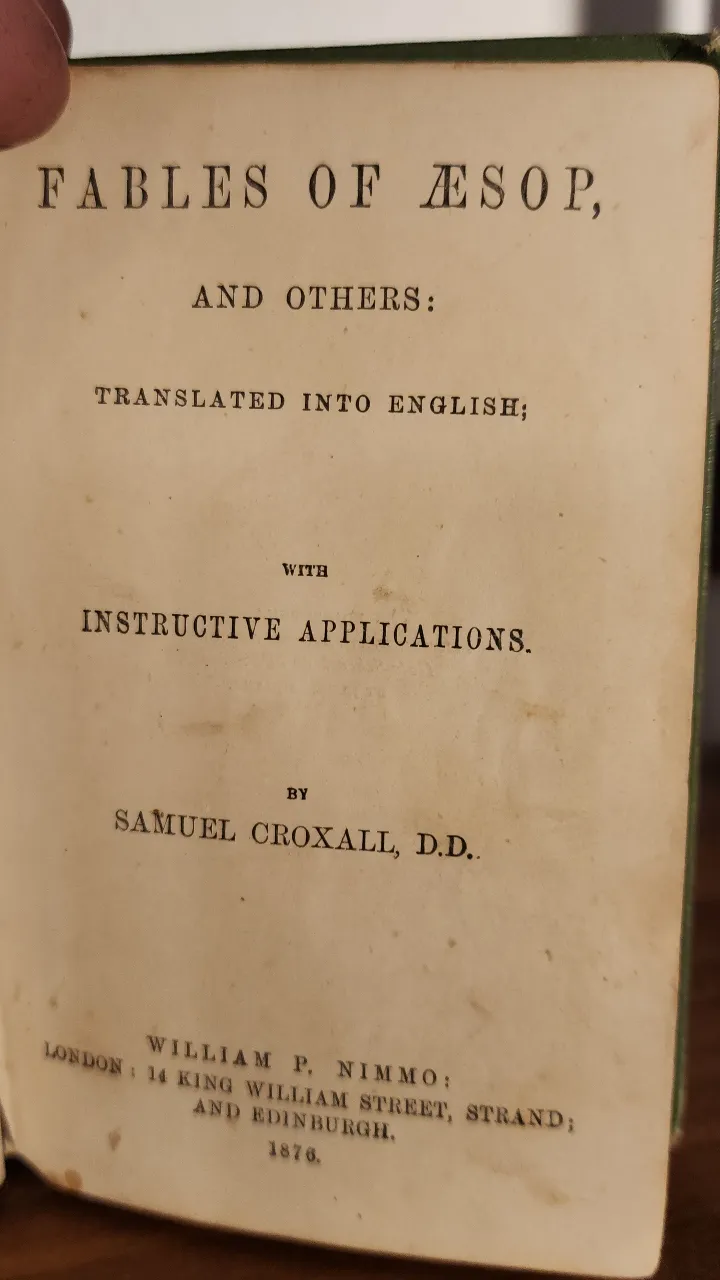 FABLES OF ÆSOP,
AND OTHERS:
TRANSLATED INTO ENGLISH;
WITH
INSTRUCTIVE APPLICATIONS.
BY
SAMUEL CROXALL, D.D.
WILLIAM P. NIMMO:
LONDON: 14 KING WILLIAM STREET, STRAND;
AND EDINBURGH.
1876.